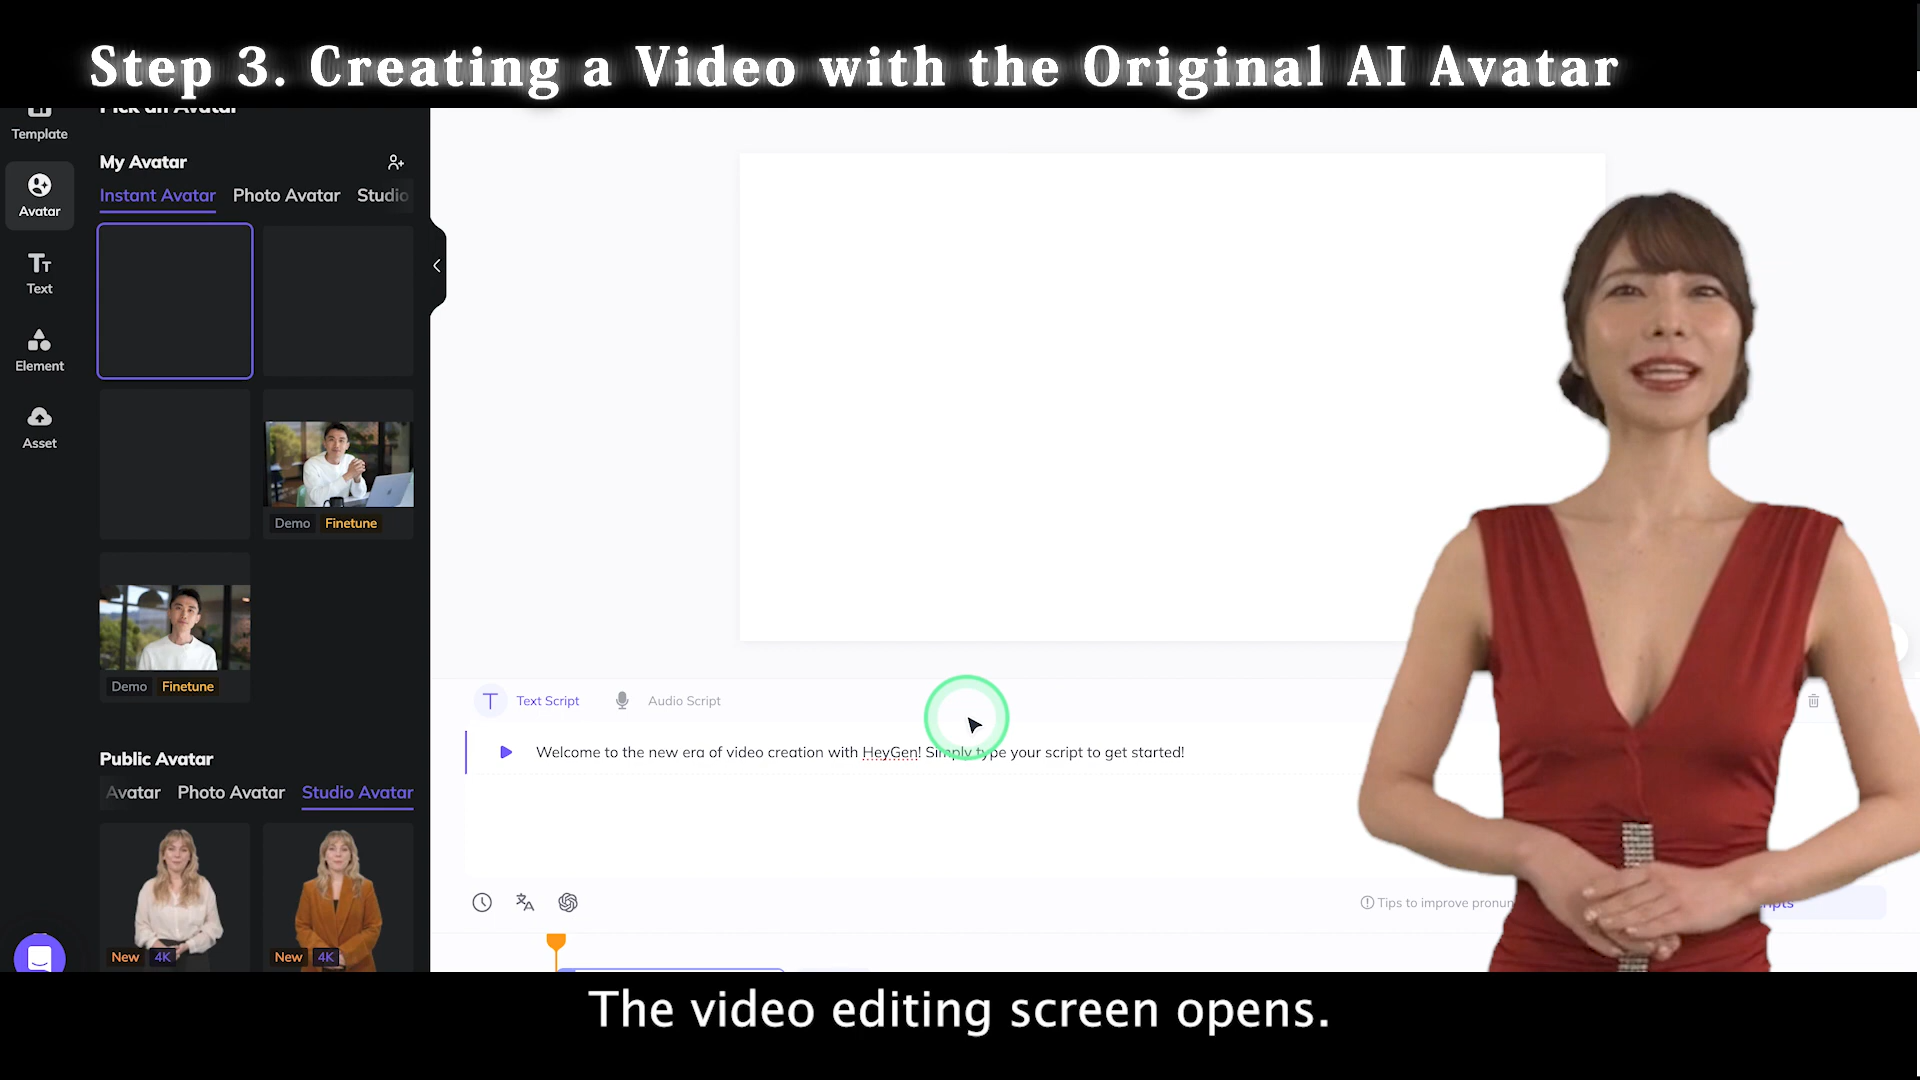 Step 3. Creating a Video with the Original AI Avatar
Pick an Avatar
Template
My Avatar
Instant Avatar Photo Avatar Studio
Avatar
Text
Element
Asset
Demo Finetune
Demo Finetune
Text Script Audio Script
Welcome to the new era of video creation with HeyGen! Simply type your script to get started!
Public Avatar
Avatar Photo Avatar Studio Avatar
Tips to improve pronun
New 4K New 4K
The video editing screen opens.